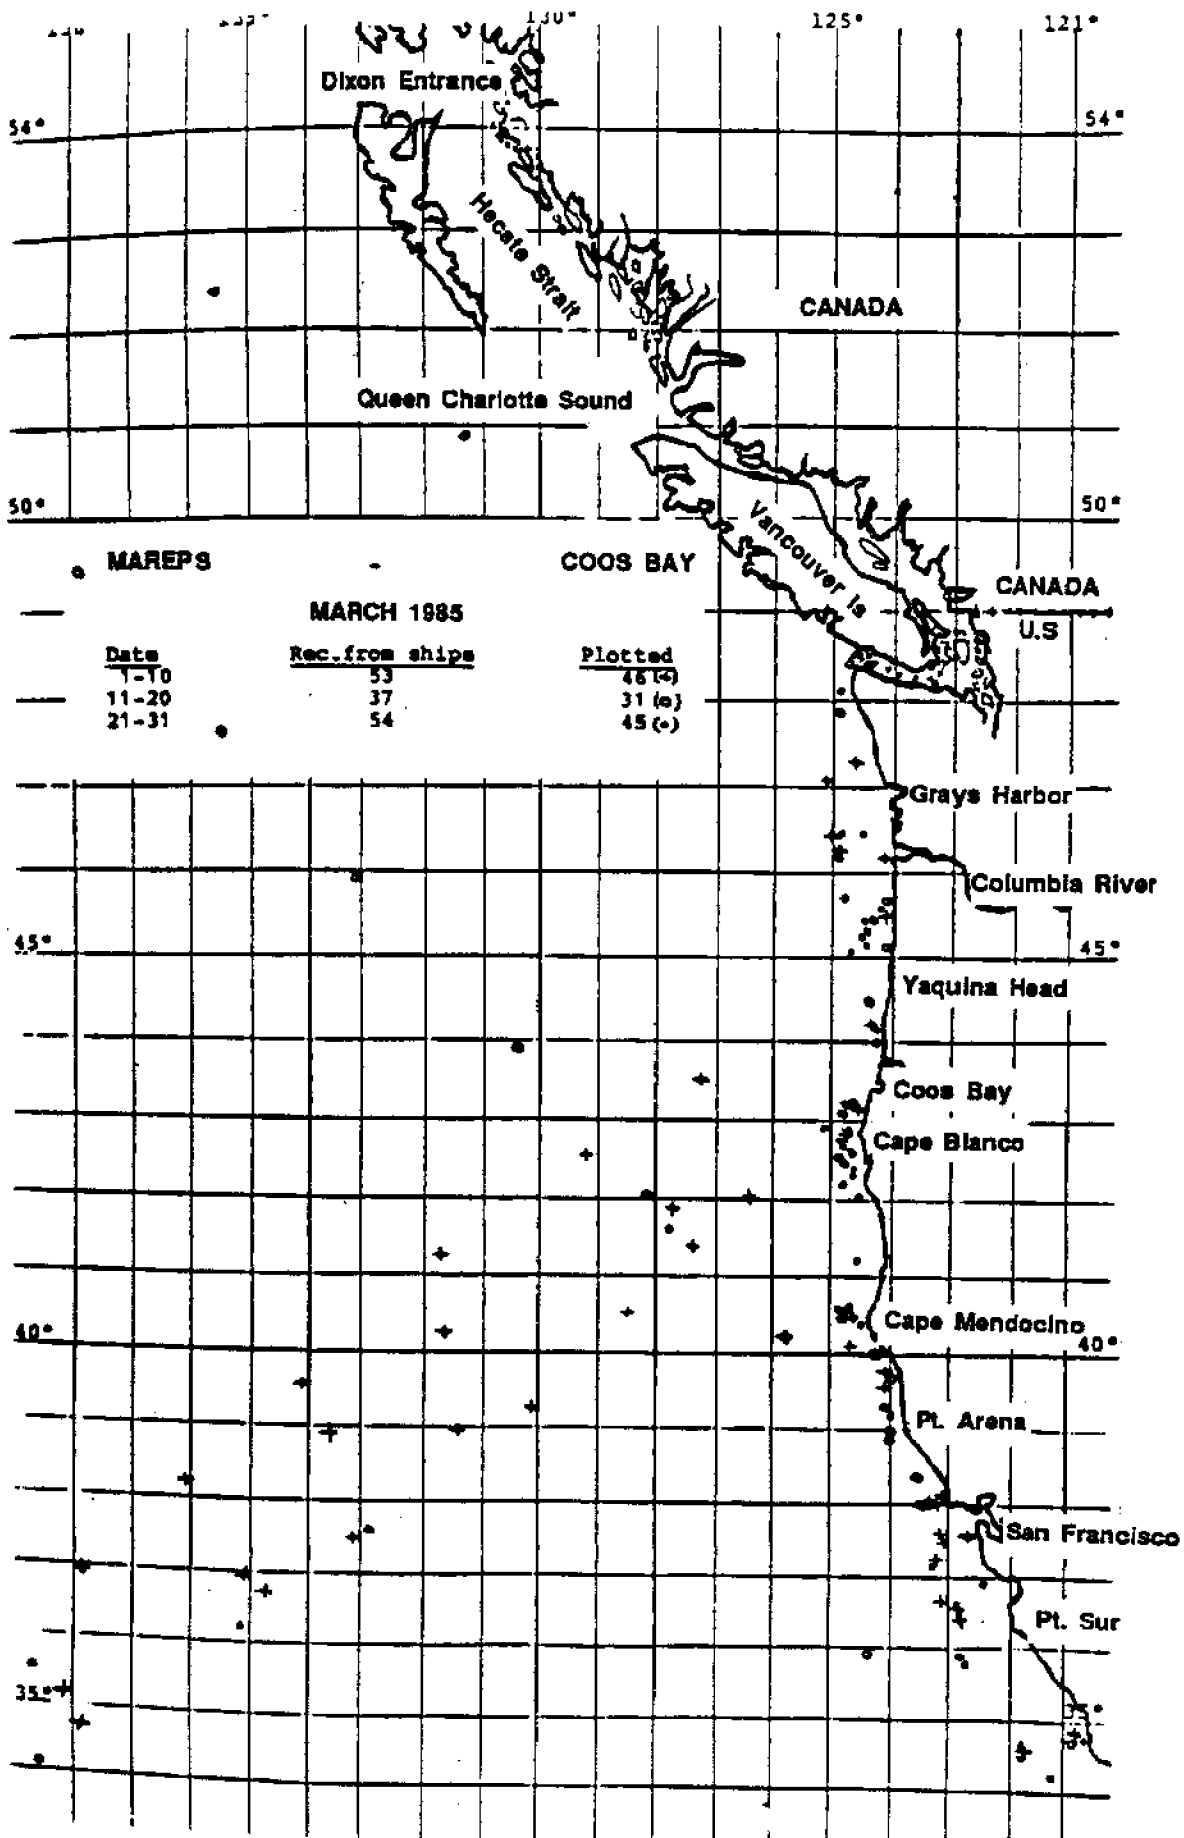 130°
125°
121°
Dixon Entrance
54°
54°
Hecate Strait
CANADA
Queen Charlotte Sound
50°
50°
Vancouver Is
MAREPS
COOS BAY
CANADA
MARCH 1985
U.S
Date Rec.from ships Plotted
1-10 53 46(+)
11-20 37 31(o)
21-31 54 45(•)
Grays Harbor
Columbia River
45°
45°
Yaquina Head
Coos Bay
Cape Blanco
Cape Mendocino
40°
40°
Pt. Arena
San Francisco
Pt. Sur
35°
35°